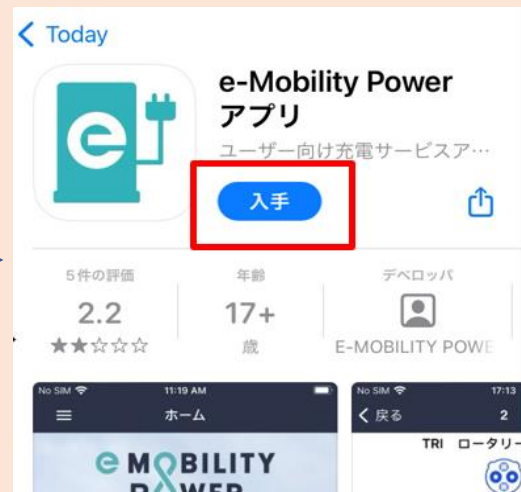 Today
e-Mobility Power
アプリ
ユーザー向け充電サービスア…
入手
5件の評価
年齢
デベロッパ
2.2
17+
★★☆☆☆
歳
E-MOBILITY POWE
No SIM
11:19 AM
No SIM
17:13
ホーム
戻る
2
TRI ロータリー
e MOBILITY
POWER